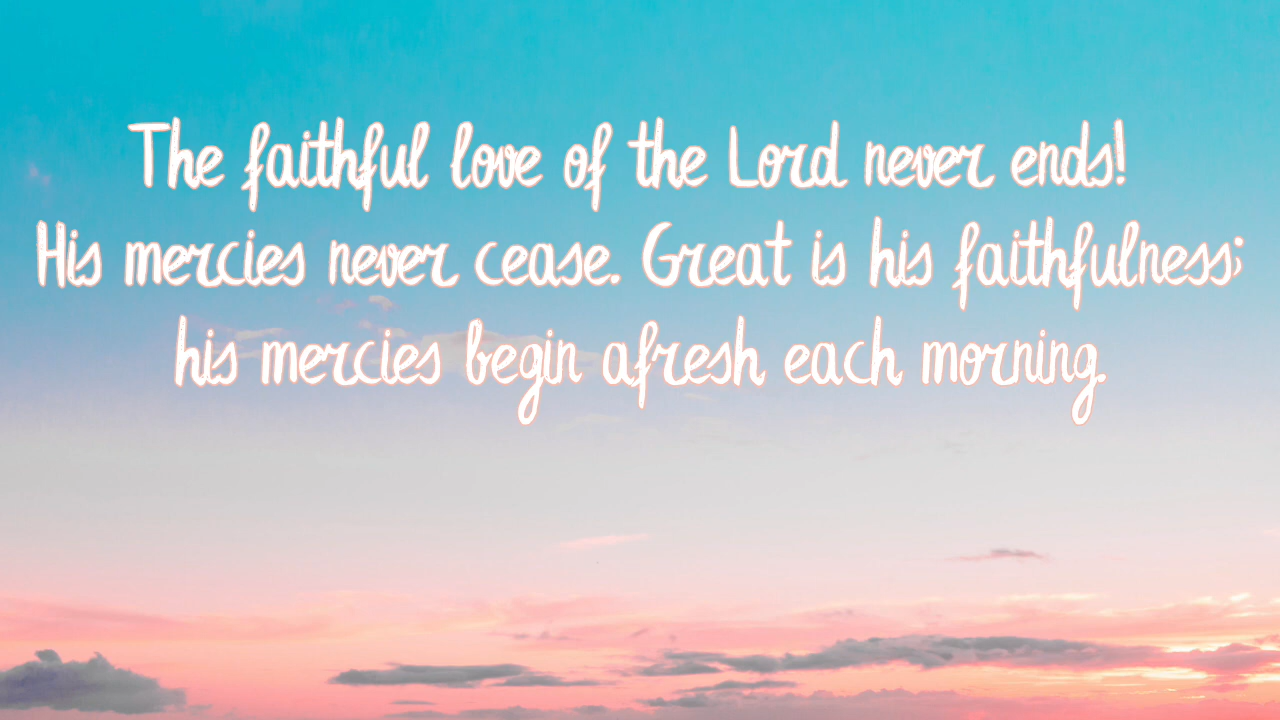 The faithful love of the Lord never ends!
His mercies never cease. Great is his faithfulness;
his mercies begin afresh each morning.